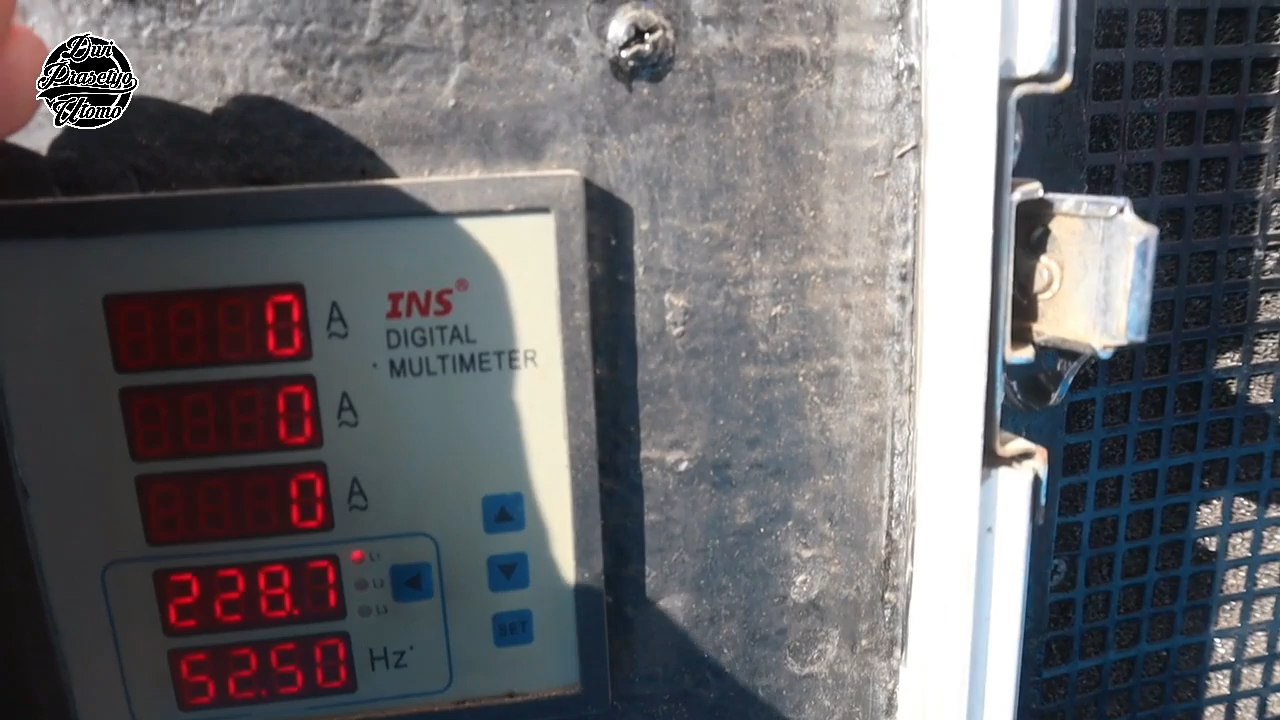 Dwi
Prasetyo
Utomo
0 A
INS®
DIGITAL
MULTIMETER
0 A
0 A
228.7
L1
L2
L3
52.50 Hz
SET